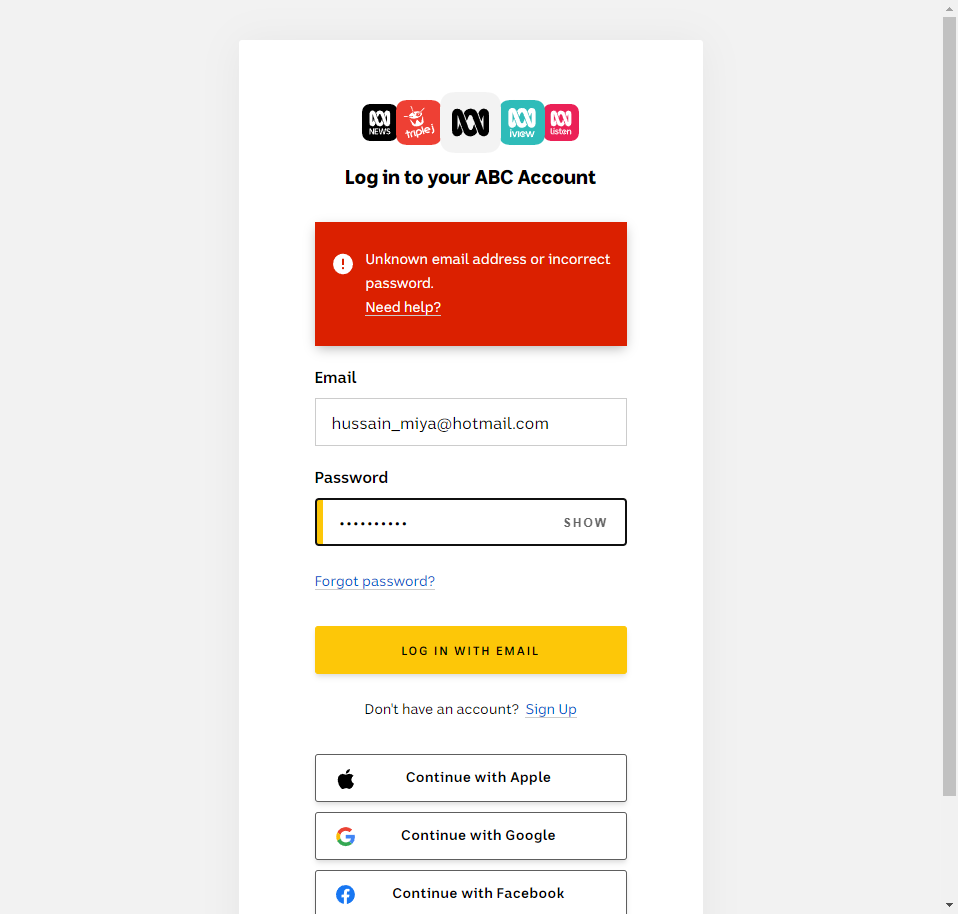 NEWS
triple j
iview
listen
Log in to your ABC Account
Unknown email address or incorrect
password.
Need help?
Email
hussain_miya@hotmail.com
Password
•••••••••• SHOW
Forgot password?
LOG IN WITH EMAIL
Don't have an account? Sign Up
Continue with Apple
Continue with Google
Continue with Facebook